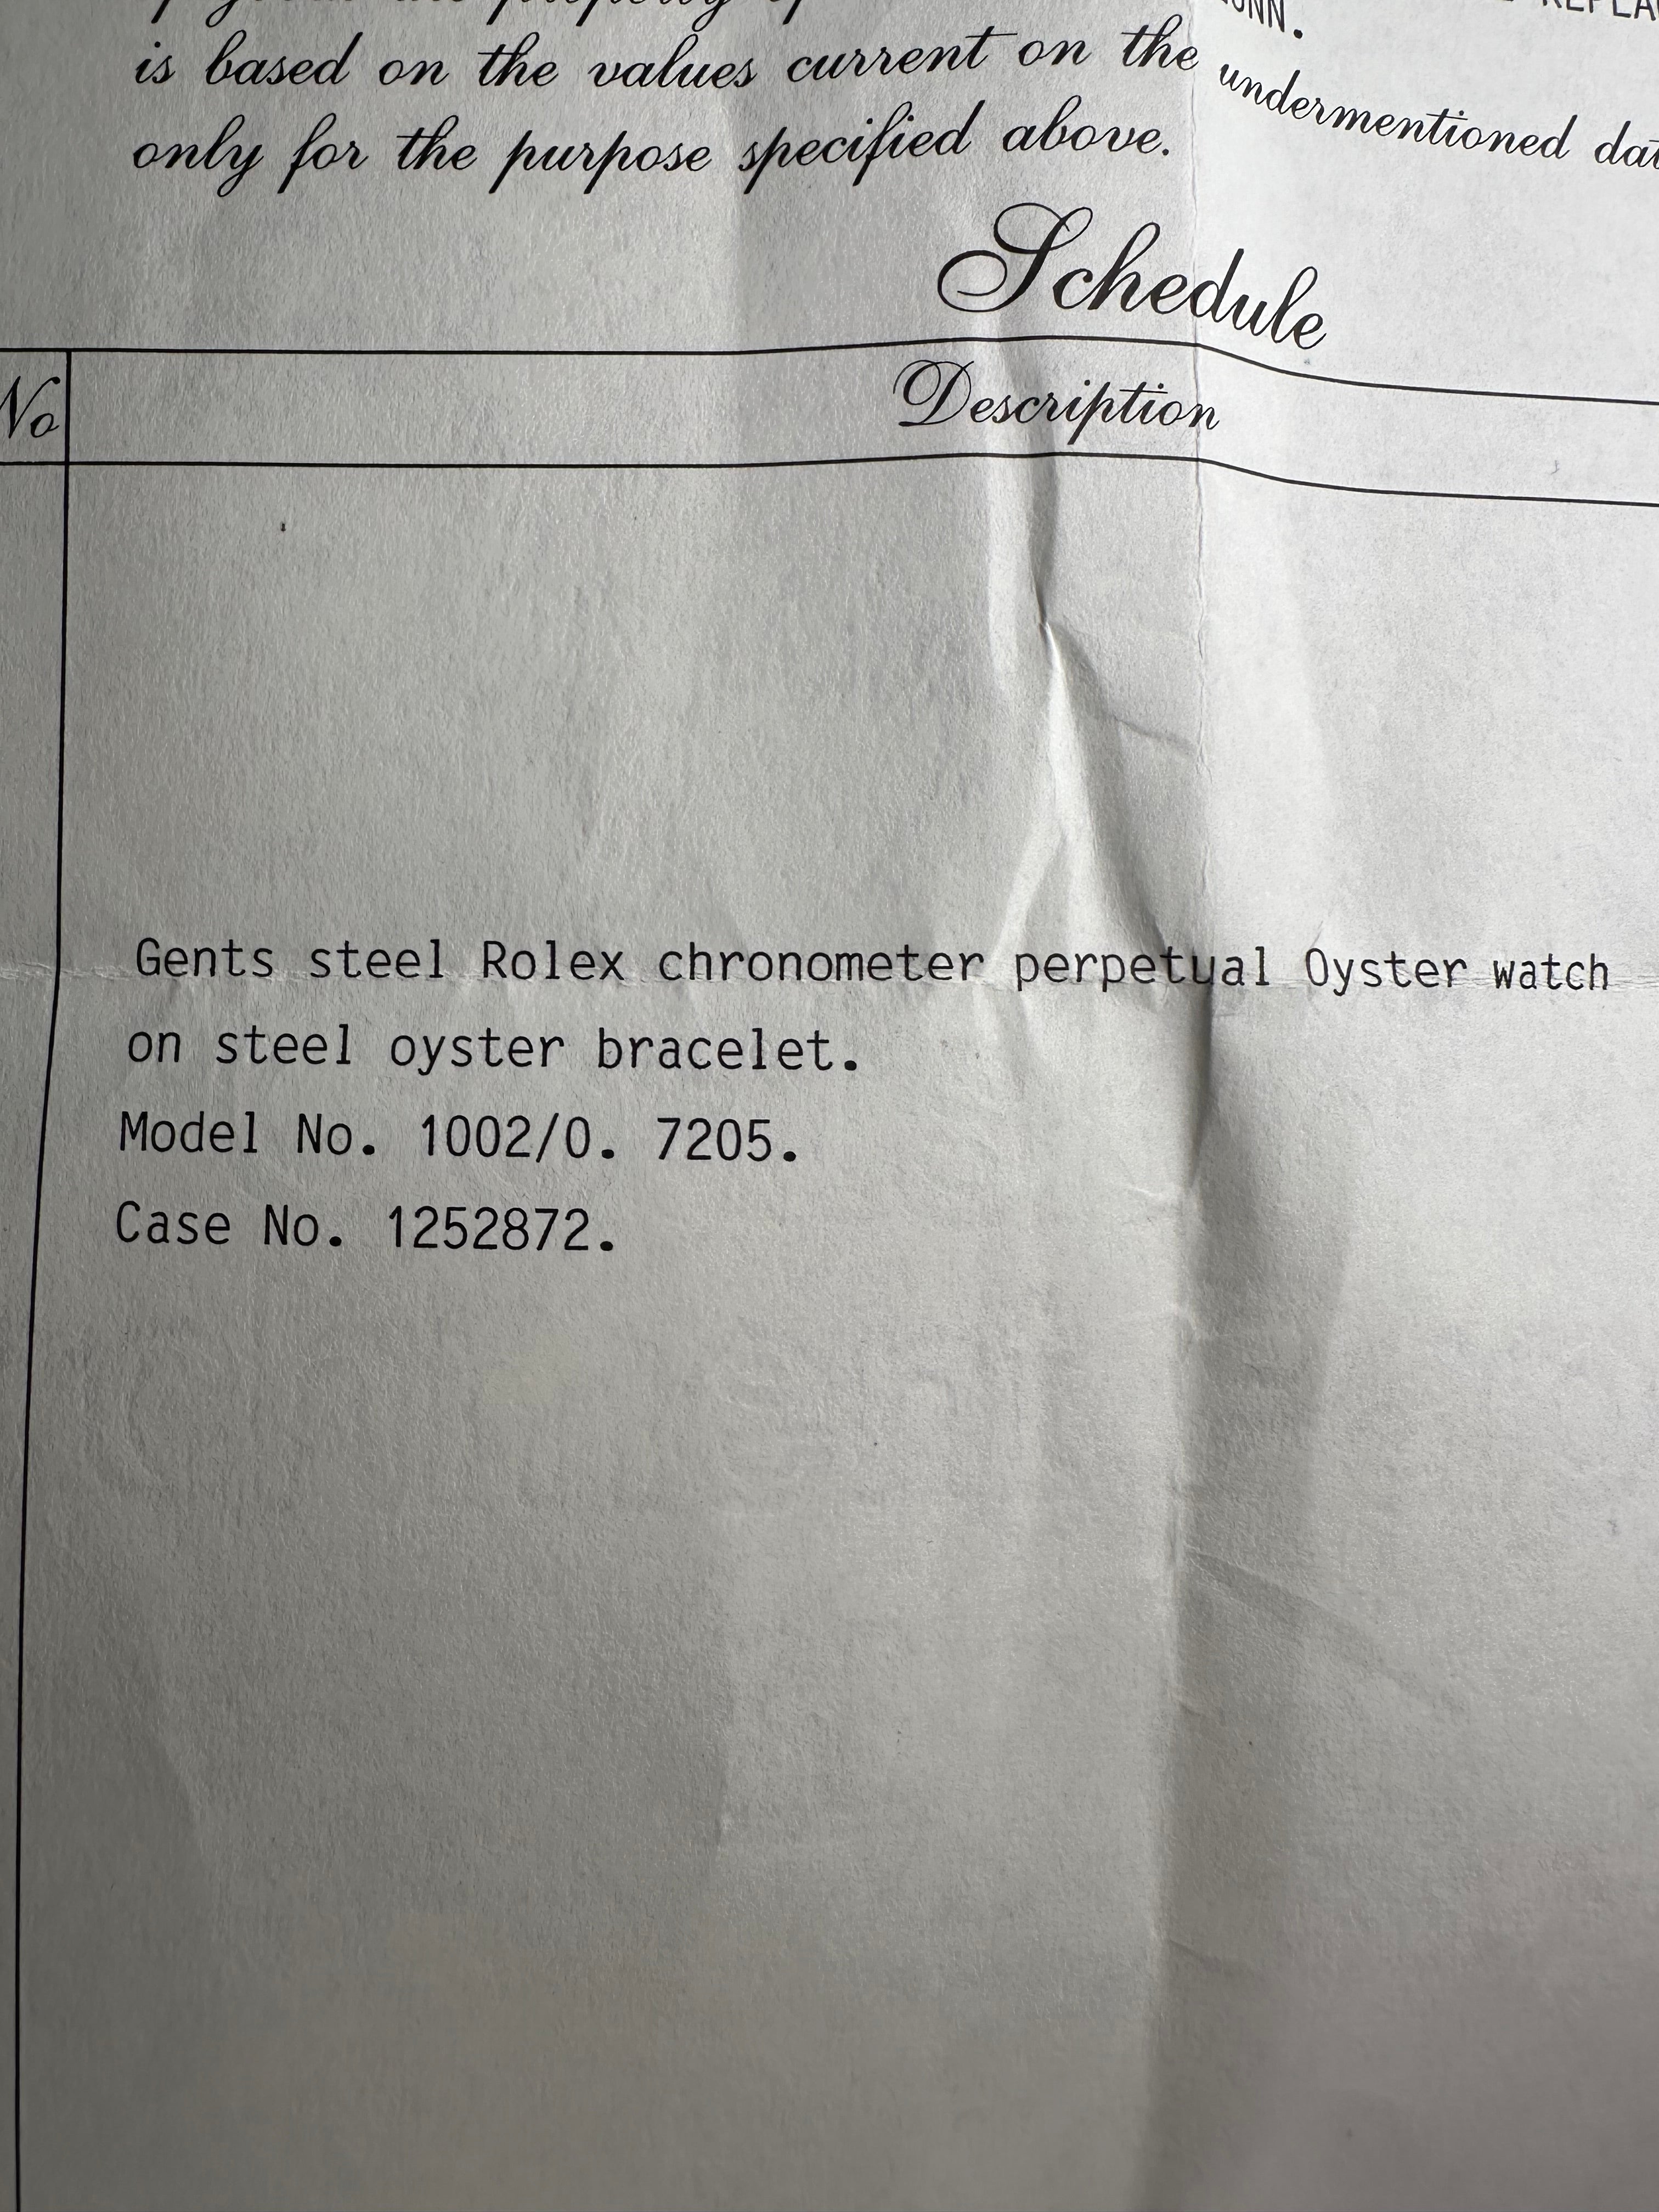 is based on the values current on the undermentioned
only for the purpose specified above.
Schedule
No
Description
Gents steel Rolex chronometer perpetual Oyster watch
on steel oyster bracelet.
Model No. 1002/0. 7205.
Case No. 1252872.